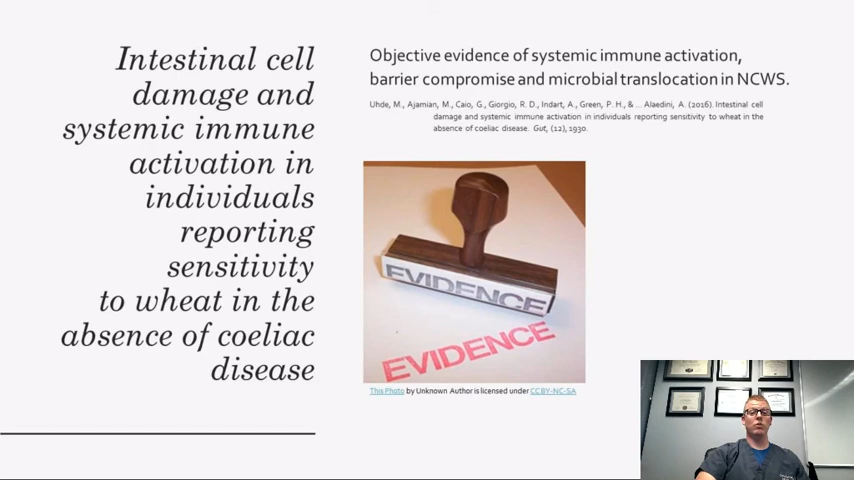 Intestinal cell
damage and
systemic immune
activation in
individuals
reporting
sensitivity
to wheat in the
absence of coeliac
disease
Objective evidence of systemic immune activation,
barrier compromise and microbial translocation in NCWS.
Uhde, M., Ajamian, M., Caio, G., Giorgio, R. D., Indart, A., Green, P. H., & … Alaedini, A. (2016). Intestinal cell
damage and systemic immune activation in individuals reporting sensitivity to wheat in the
absence of coeliac disease. Gut, (12), 1930.
EVIDENCE
EVIDENCE
This Photo by Unknown Author is licensed under CC BY-NC-SA